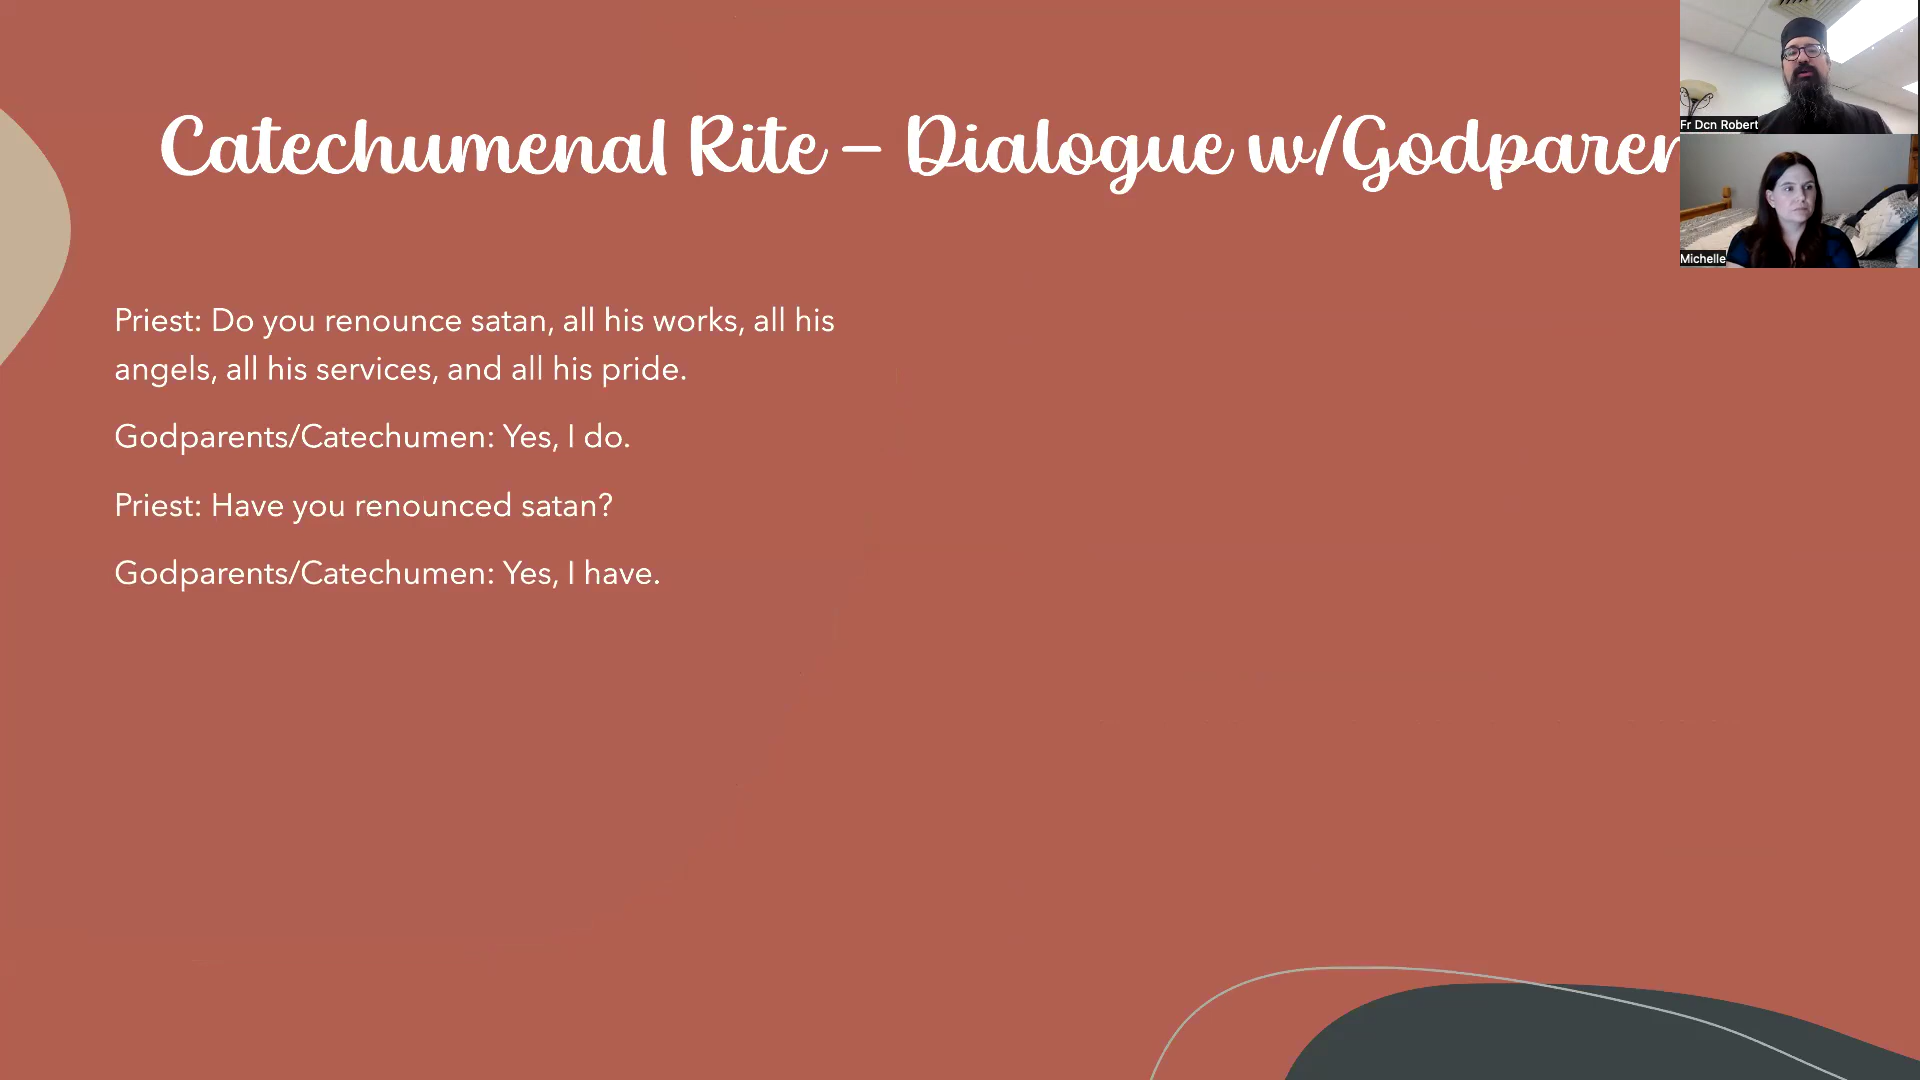 Catechumenal Rite – Dialogue w/Godparen
Priest: Do you renounce satan, all his works, all his
angels, all his services, and all his pride.
Godparents/Catechumen: Yes, I do.
Priest: Have you renounced satan?
Godparents/Catechumen: Yes, I have.
Fr Dcn Robert
Michelle